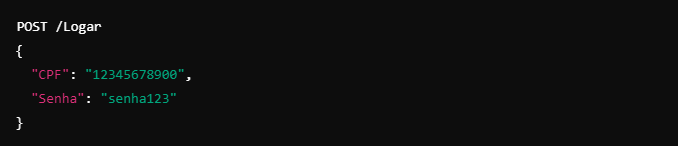 POST /Logar
{
"CPF": "12345678900",
"Senha": "senha123"
}